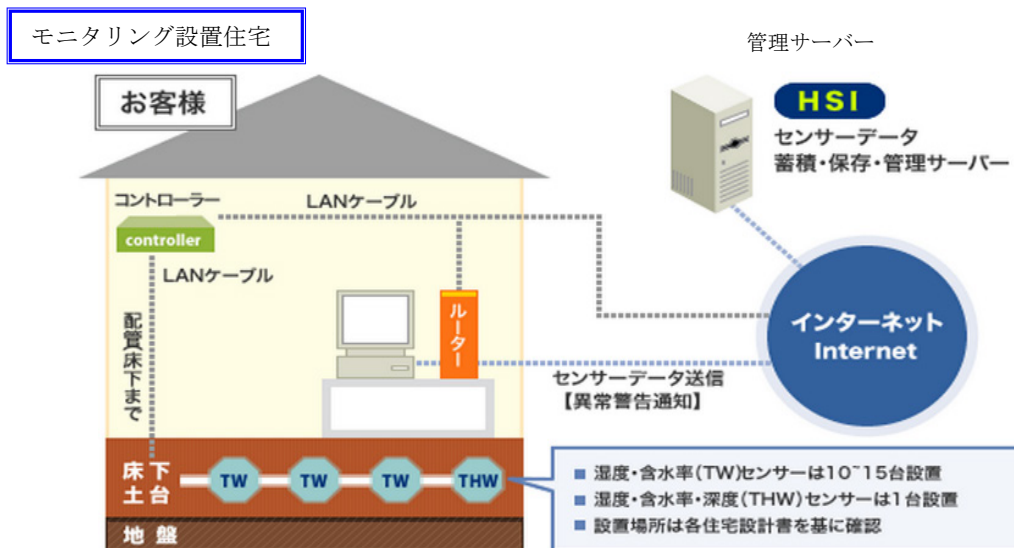 モニタリング設置住宅
管理サーバー
お客様
HSI
センサーデータ
蓄積・保存・管理サーバー
コントローラー
LANケーブル
controller
LANケーブル
配管床下まで
ルーター
インターネット
Internet
センサーデータ送信
【異常警告通知】
床下
土台
TW
TW
TW
THW
■ 湿度・含水率(TW)センサーは10~15台設置
■ 湿度・含水率・深度(THW)センサーは1台設置
■ 設置場所は各住宅設計書を基に確認
地盤